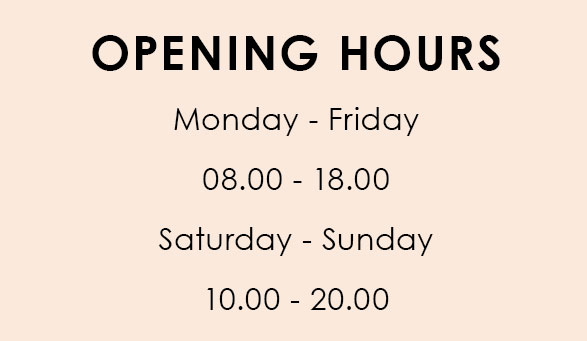 OPENING HOURS
Monday - Friday
08.00 - 18.00
Saturday - Sunday
10.00 - 20.00